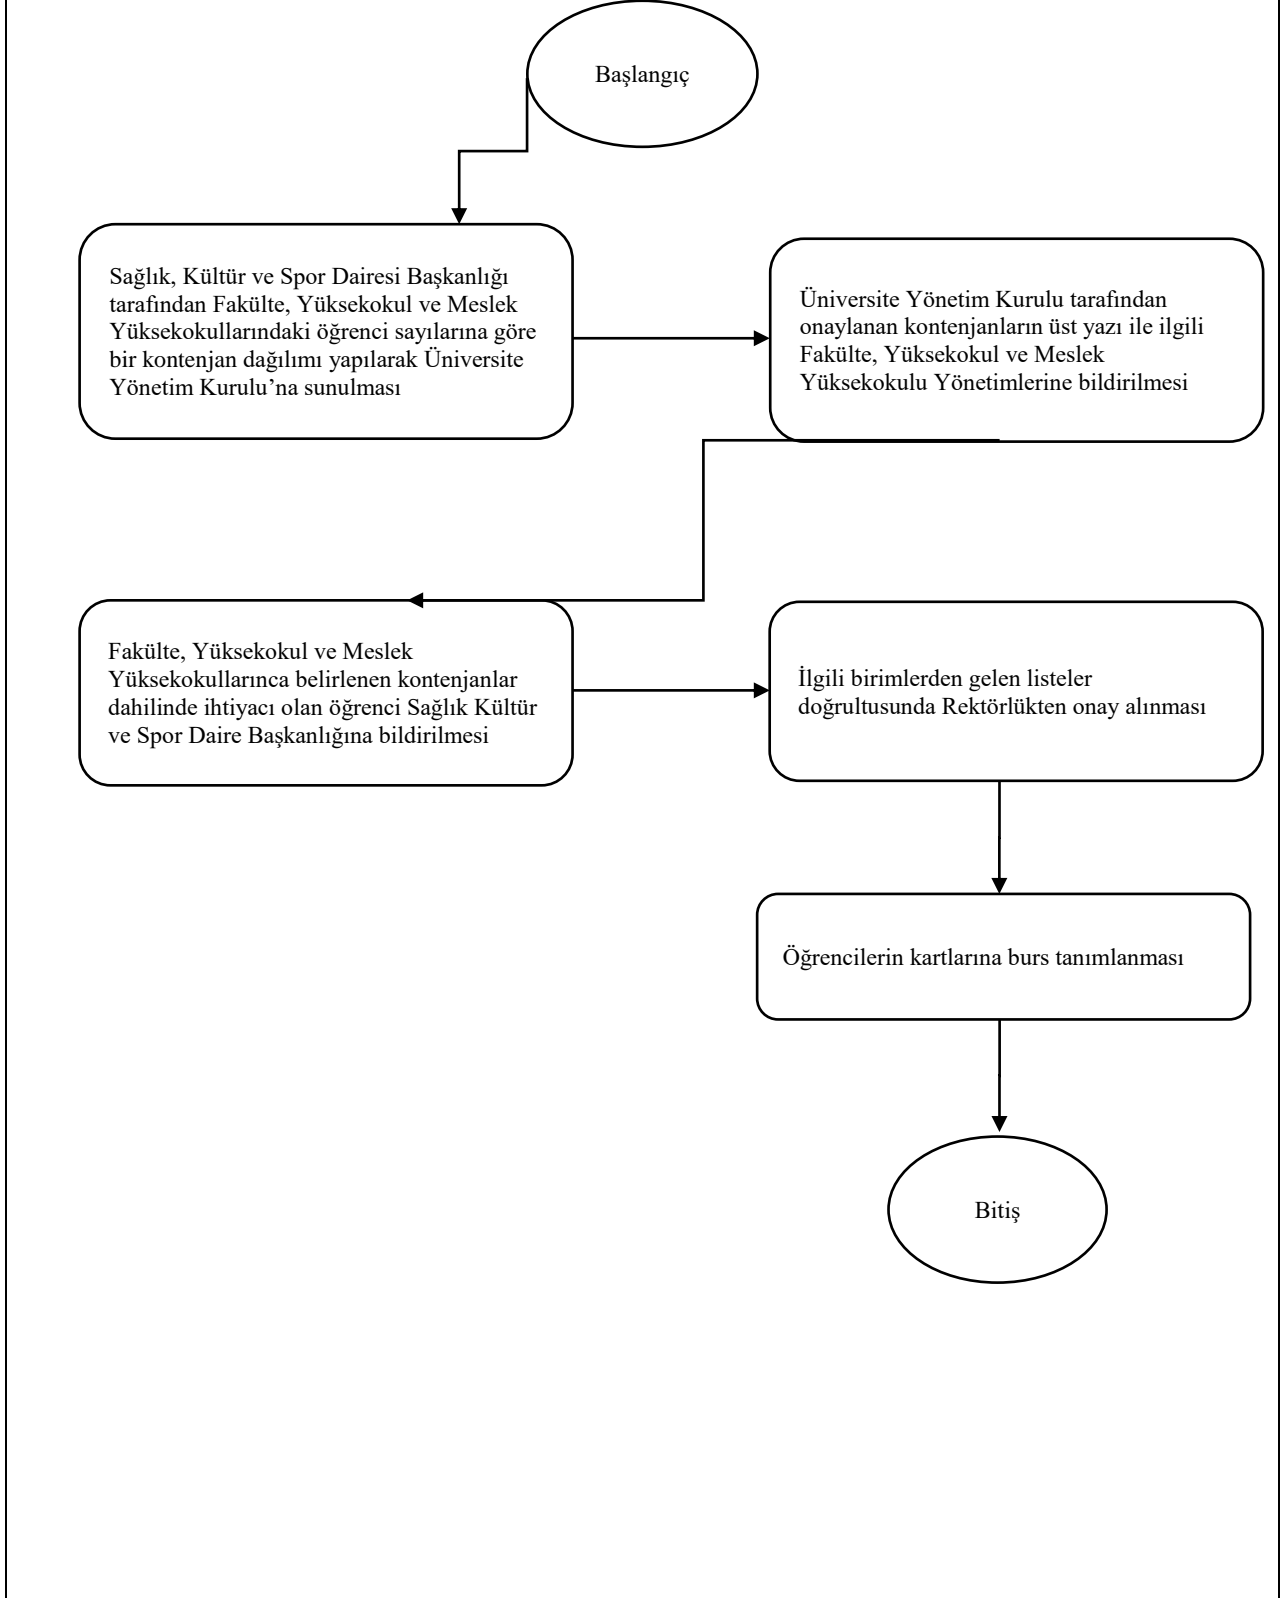 Başlangıç
Sağlık, Kültür ve Spor Dairesi Başkanlığı
tarafından Fakülte, Yüksekokul ve Meslek
Yüksekokullarındaki öğrenci sayılarına göre
bir kontenjan dağılımı yapılarak Üniversite
Yönetim Kurulu’na sunulması
Üniversite Yönetim Kurulu tarafından
onaylanan kontenjanların üst yazı ile ilgili
Fakülte, Yüksekokul ve Meslek
Yüksekokulu Yönetimlerine bildirilmesi
Fakülte, Yüksekokul ve Meslek
Yüksekokullarınca belirlenen kontenjanlar
dahilinde ihtiyacı olan öğrenci Sağlık Kültür
ve Spor Daire Başkanlığına bildirilmesi
İlgili birimlerden gelen listeler
doğrultusunda Rektörlükten onay alınması
Öğrencilerin kartlarına burs tanımlanması
Bitiş